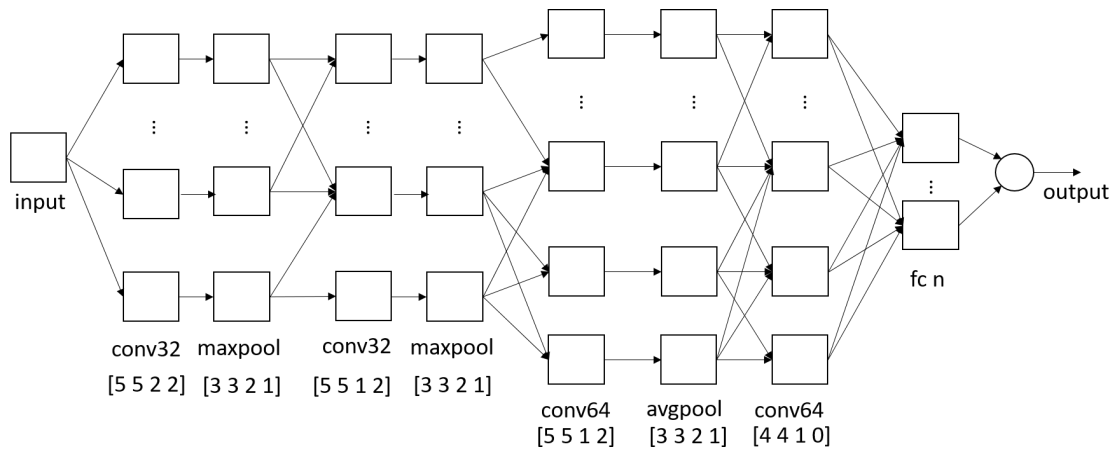 input
conv32
[5 5 2 2]
maxpool
[3 3 2 1]
conv32
[5 5 1 2]
maxpool
[3 3 2 1]
conv64
[5 5 1 2]
avgpool
[3 3 2 1]
conv64
[4 4 1 0]
fc n
output